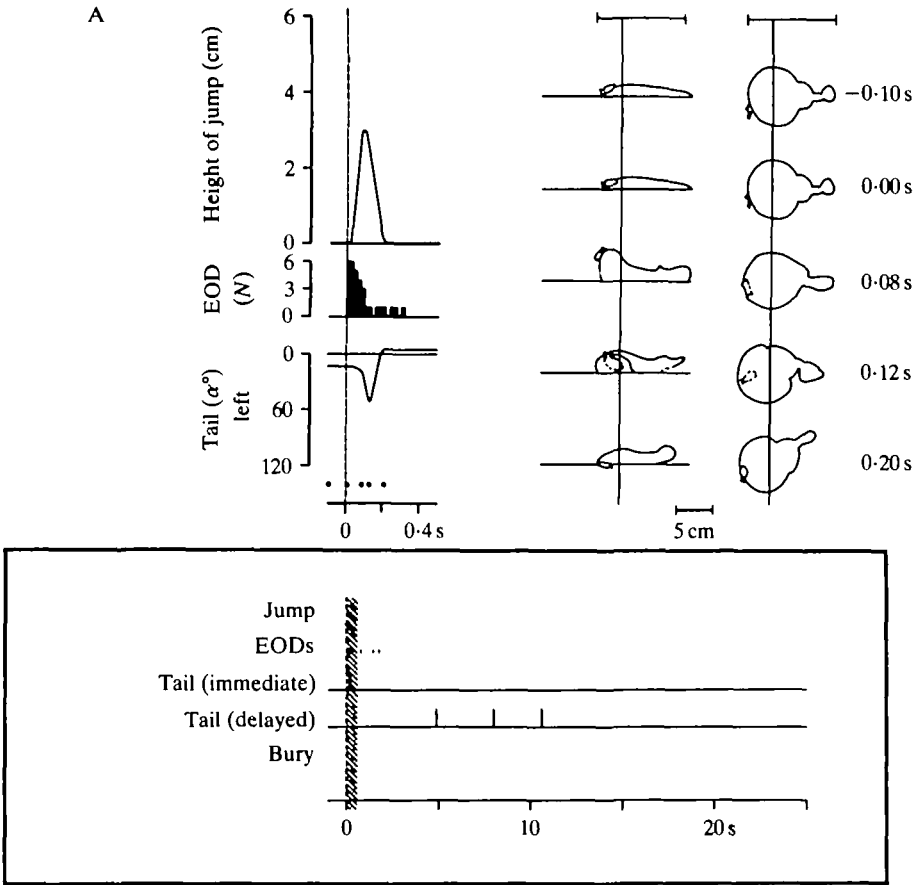 A
Height of jump (cm)
6
4
2
0
EOD
(N)
6
3
0
Tail (α°)
left
0
60
120
0
0·4 s
−0·10 s
0·00 s
0·08 s
0·12 s
0·20 s
5 cm
Jump
EODs
Tail (immediate)
Tail (delayed)
Bury
0
10
20 s